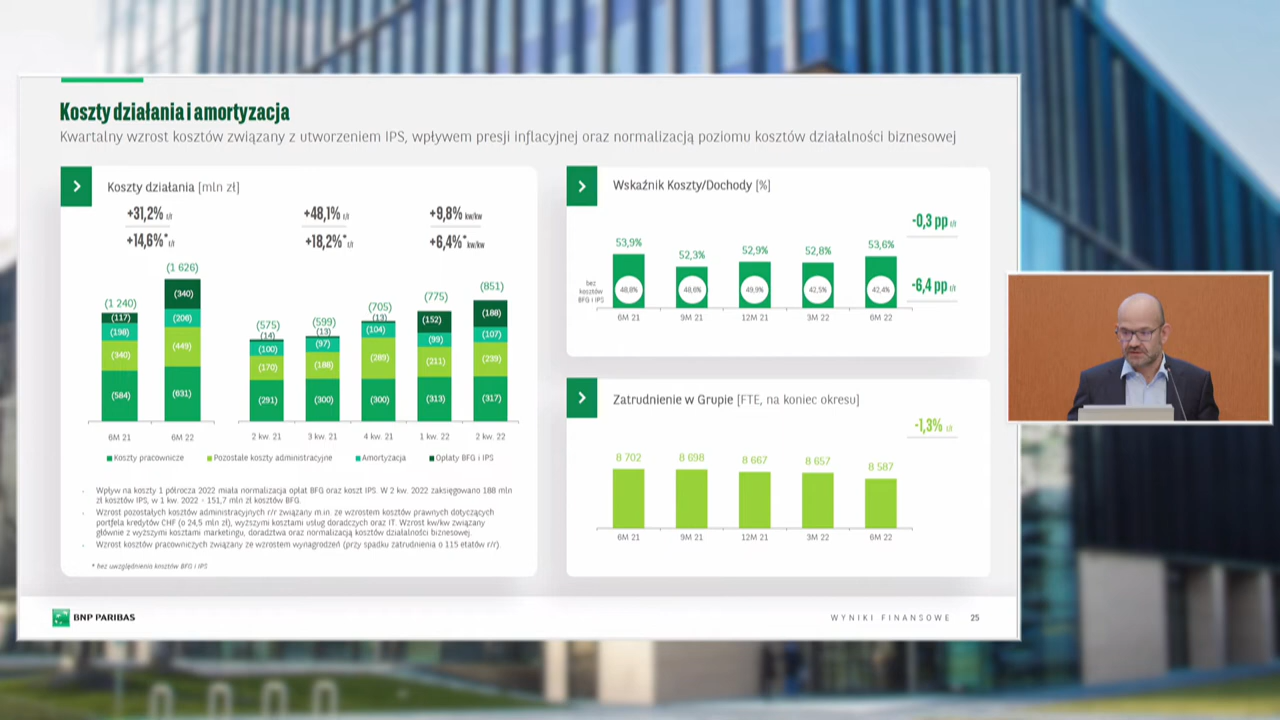 Koszty działania i amortyzacja
Kwartalny wzrost kosztów związany z utworzeniem IPS, wpływem presji inflacyjnej oraz normalizacją poziomu kosztów działalności biznesowej
Koszty działania [mln zł]
+31,2% r/r
+48,1% r/r
+9,8% kw/kw
+14,6%* r/r
+18,2%* r/r
+6,4%* kw/kw
(1 240)
(117)
(198)
(340)
(584)
6M 21
(1 626)
(340)
(206)
(449)
(631)
6M 22
(575)
(14)
(100)
(170)
(291)
2 kw. 21
(599)
(13)
(97)
(188)
(300)
3 kw. 21
(705)
(13)
(104)
(289)
(300)
4 kw. 21
(775)
(152)
(99)
(211)
(313)
1 kw. 22
(851)
(188)
(107)
(239)
(317)
2 kw. 22
Koszty pracownicze
Pozostałe koszty administracyjne
Amortyzacja
Opłaty BFG i IPS
Wpływ na koszty 1 półrocza 2022 miała normalizacja opłat BFG oraz koszt IPS. W 2 kw. 2022 zaksięgowano 188 mln
zł kosztów IPS, w 1 kw. 2022 - 151,7 mln zł kosztów BFG.
Wzrost pozostałych kosztów administracyjnych r/r związany m.in. ze wzrostem kosztów prawnych dotyczących
portfela kredytów CHF (o 24,5 mln zł), wyższymi kosztami usług doradczych oraz IT. Wzrost kw/kw związany
głównie z wyższymi kosztami marketingu, doradztwa oraz normalizacją kosztów działalności biznesowej.
Wzrost kosztów pracowniczych związany ze wzrostem wynagrodzeń (przy spadku zatrudnienia o 115 etatów r/r).
* bez uwzględnienia kosztów BFG i IPS
Wskaźnik Koszty/Dochody [%]
-0,3 pp r/r
-6,4 pp r/r
53,9%
52,3%
52,9%
52,8%
53,6%
bez
kosztów
BFG i IPS
48,8%
48,6%
49,9%
42,5%
42,4%
6M 21
9M 21
12M 21
3M 22
6M 22
Zatrudnienie w Grupie [FTE, na koniec okresu]
-1,3% r/r
8 702
8 698
8 667
8 657
8 587
6M 21
9M 21
12M 21
3M 22
6M 22
BNP PARIBAS
WYNIKI FINANSOWE 25